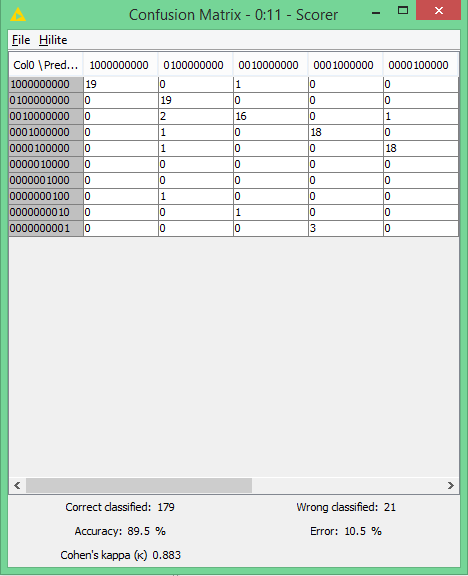 Confusion Matrix - 0:11 - Scorer
File Hilite
Col0 \Pred... 1000000000 0100000000 0010000000 0001000000 0000100000
1000000000 19 0 1 0 0
0100000000 0 19 0 0 0
0010000000 0 2 16 0 1
0001000000 0 1 0 18 0
0000100000 0 1 0 0 18
0000010000 0 0 0 0 0
0000001000 0 0 0 0 0
0000000100 0 1 0 0 0
0000000010 0 0 1 0 0
0000000001 0 0 0 3 0
Correct classified: 179 Wrong classified: 21
Accuracy: 89.5 % Error: 10.5 %
Cohen's kappa (κ) 0.883